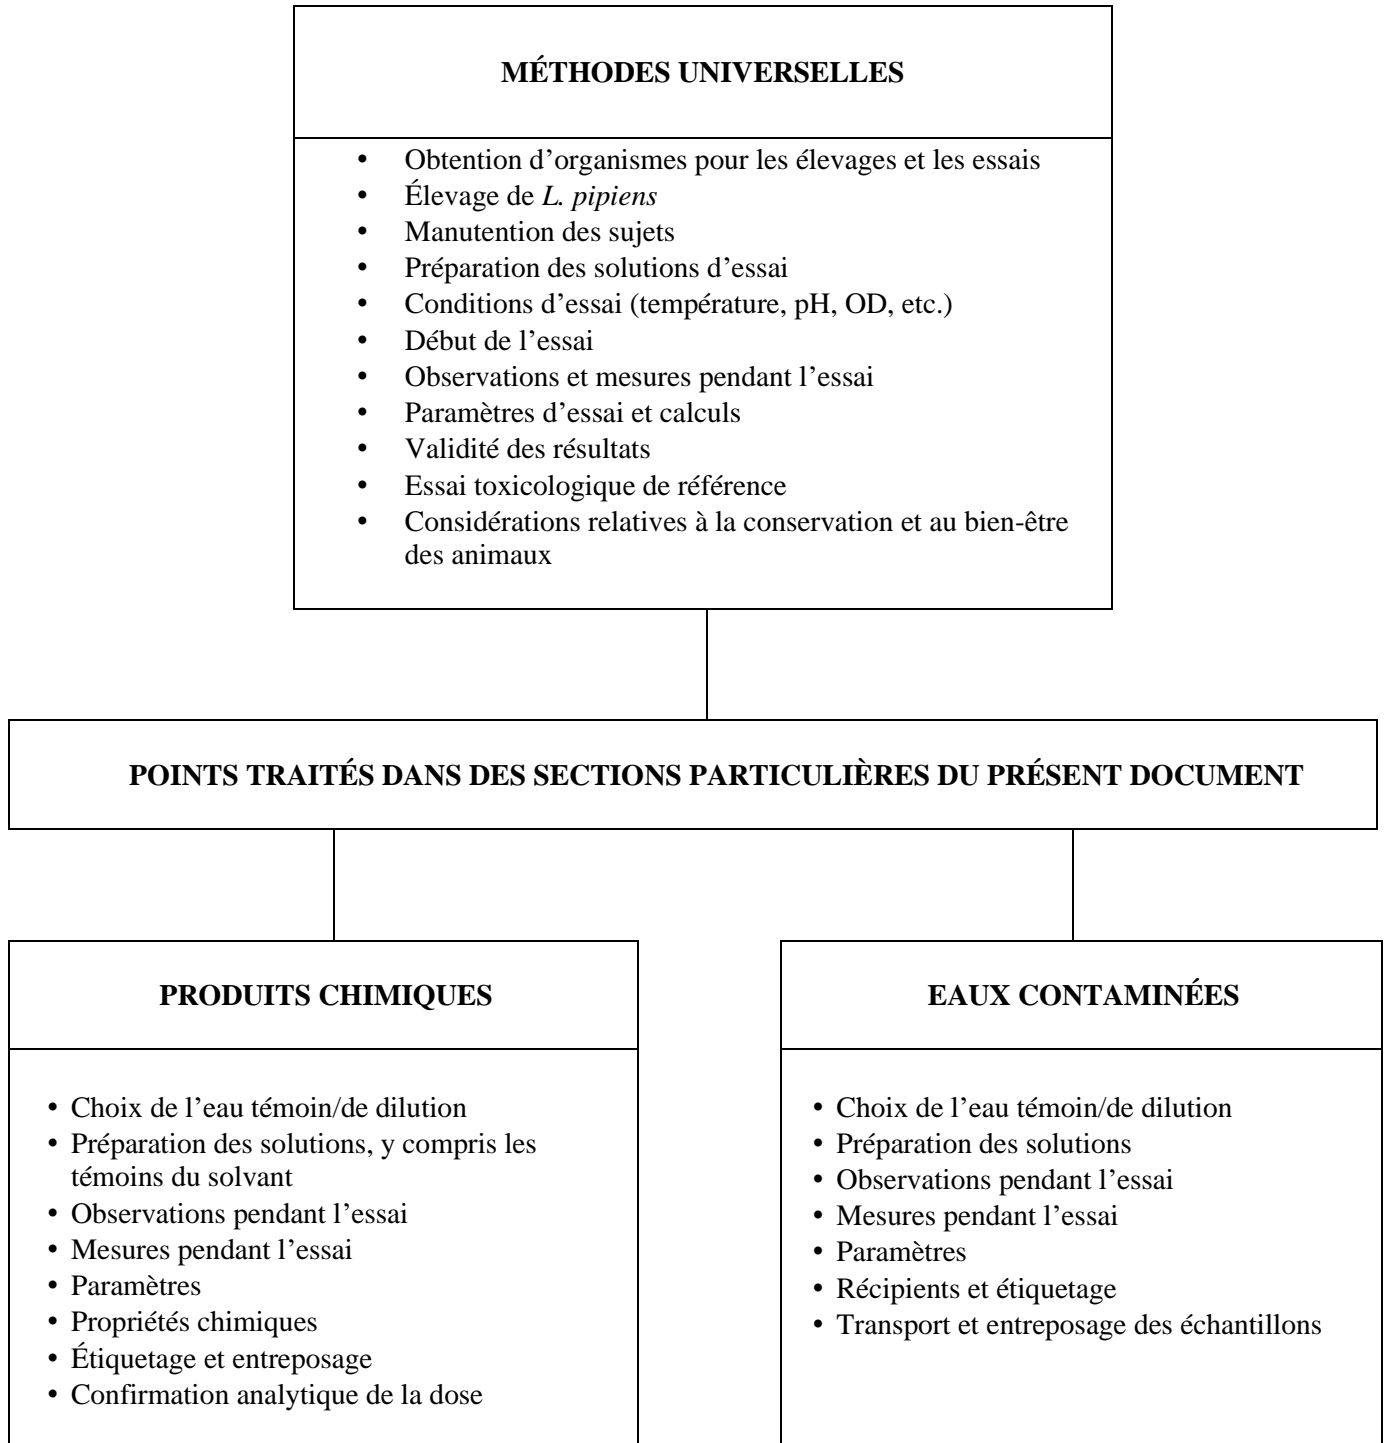 MÉTHODES UNIVERSELLES
• Obtention d’organismes pour les élevages et les essais
• Élevage de L. pipiens
• Manutention des sujets
• Préparation des solutions d’essai
• Conditions d’essai (température, pH, OD, etc.)
• Début de l’essai
• Observations et mesures pendant l’essai
• Paramètres d’essai et calculs
• Validité des résultats
• Essai toxicologique de référence
• Considérations relatives à la conservation et au bien-être
des animaux
POINTS TRAITÉS DANS DES SECTIONS PARTICULIÈRES DU PRÉSENT DOCUMENT
PRODUITS CHIMIQUES
• Choix de l’eau témoin/de dilution
• Préparation des solutions, y compris les
témoins du solvant
• Observations pendant l’essai
• Mesures pendant l’essai
• Paramètres
• Propriétés chimiques
• Étiquetage et entreposage
• Confirmation analytique de la dose
EAUX CONTAMINÉES
• Choix de l’eau témoin/de dilution
• Préparation des solutions
• Observations pendant l’essai
• Mesures pendant l’essai
• Paramètres
• Récipients et étiquetage
• Transport et entreposage des échantillons